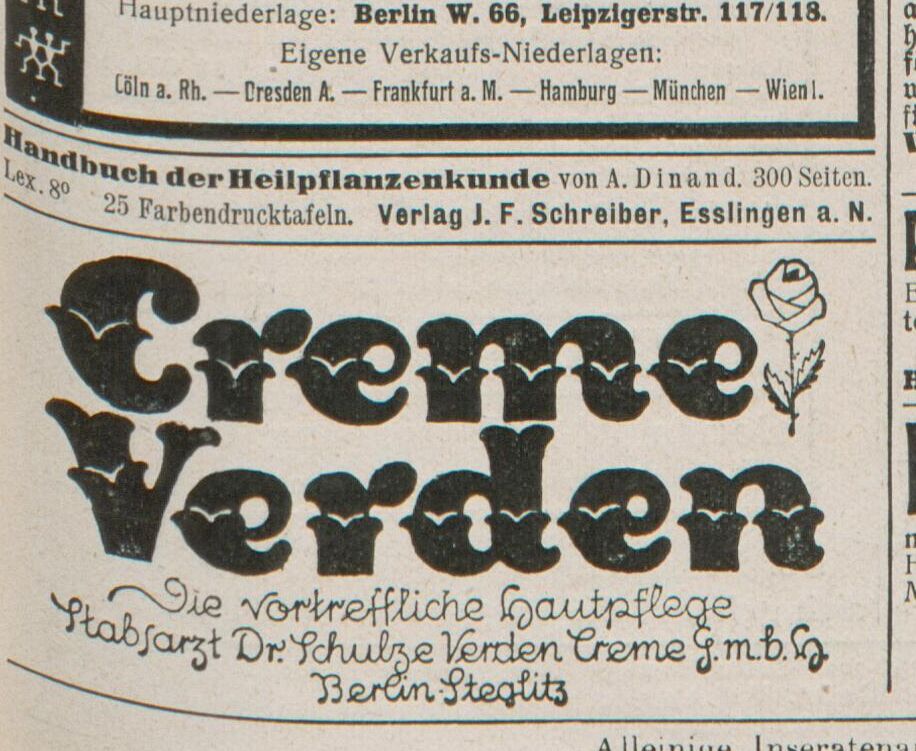 Hauptniederlage: Berlin W. 66, Leipzigerstr. 117/118.
Eigene Verkaufs-Niederlagen:
Cöln a. Rh. — Dresden A. — Frankfurt a. M. — Hamburg — München — Wien I.
Handbuch der Heilpflanzenkunde von A. Dinand. 300 Seiten.
Lex. 8⁰ 25 Farbendrucktafeln. Verlag J. F. Schreiber, Esslingen a. N.
Creme
Verden
Die vortreffliche Hautpflege
Stabsarzt Dr. Schulze Verden Creme G.m.b.H
Berlin-Steglitz
Alleinige